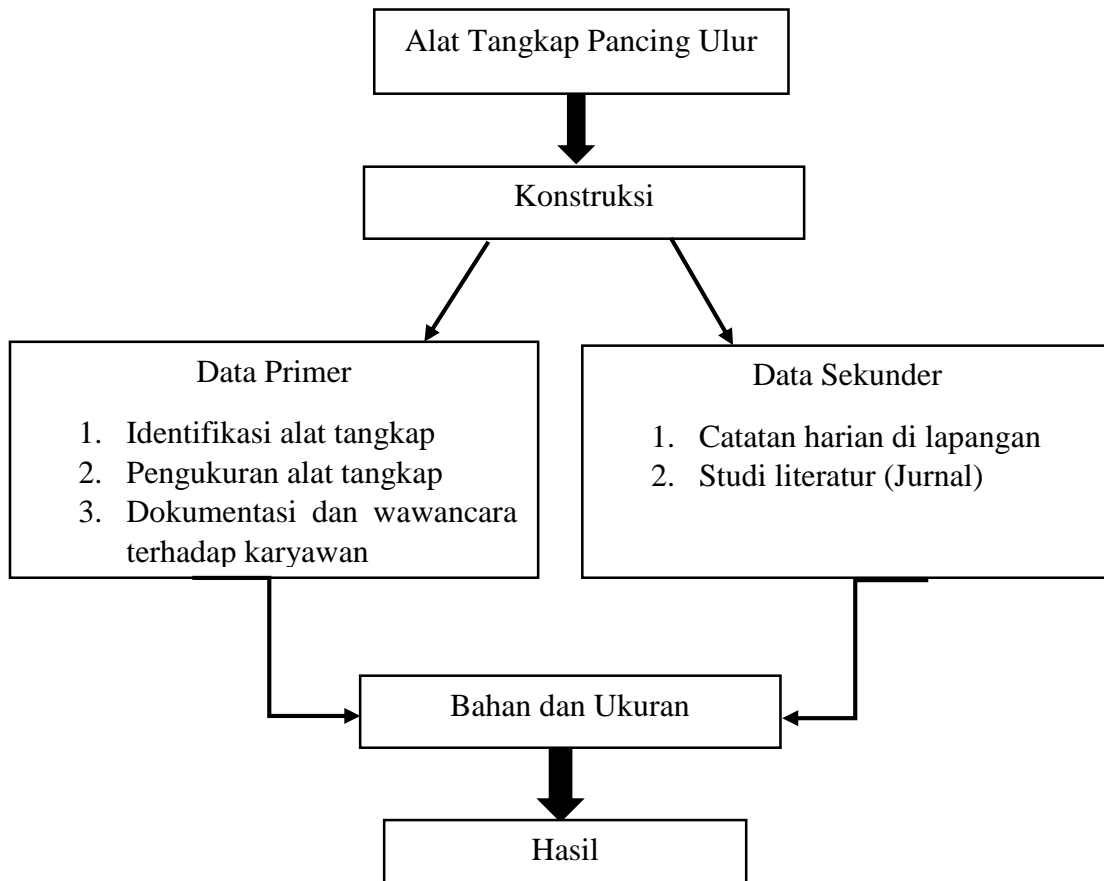 Alat Tangkap Pancing Ulur
Konstruksi
Data Primer
1. Identifikasi alat tangkap
2. Pengukuran alat tangkap
3. Dokumentasi dan wawancara
terhadap karyawan
Data Sekunder
1. Catatan harian di lapangan
2. Studi literatur (Jurnal)
Bahan dan Ukuran
Hasil